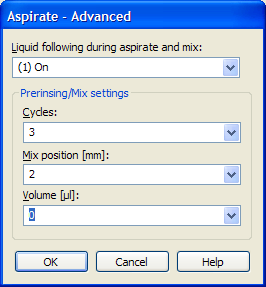 Aspirate - Advanced
Liquid following during aspirate and mix:
(1) On
Prerinsing/Mix settings
Cycles:
3
Mix position [mm]:
2
Volume [µl]:
0
OK Cancel Help